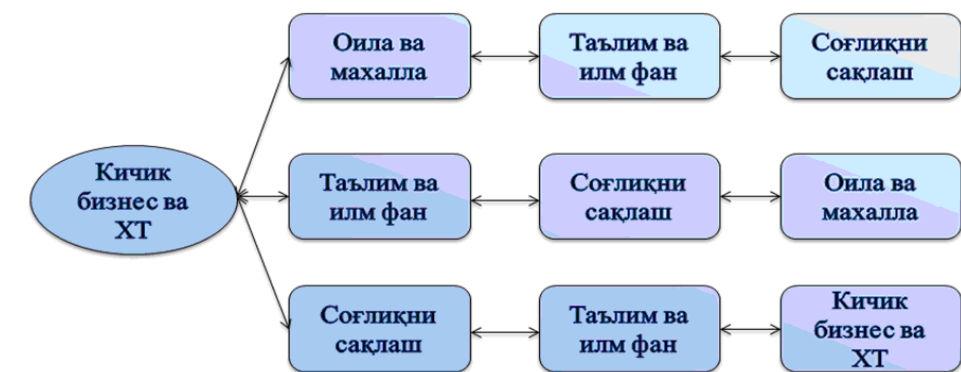 Оила ва
махалла
Таълим ва
илм фан
Соғлиқни
сақлаш
Кичик
бизнес ва
ХТ
Таълим ва
илм фан
Соғлиқни
сақлаш
Оила ва
махалла
Соғлиқни
сақлаш
Таълим ва
илм фан
Кичик
бизнес ва
ХТ